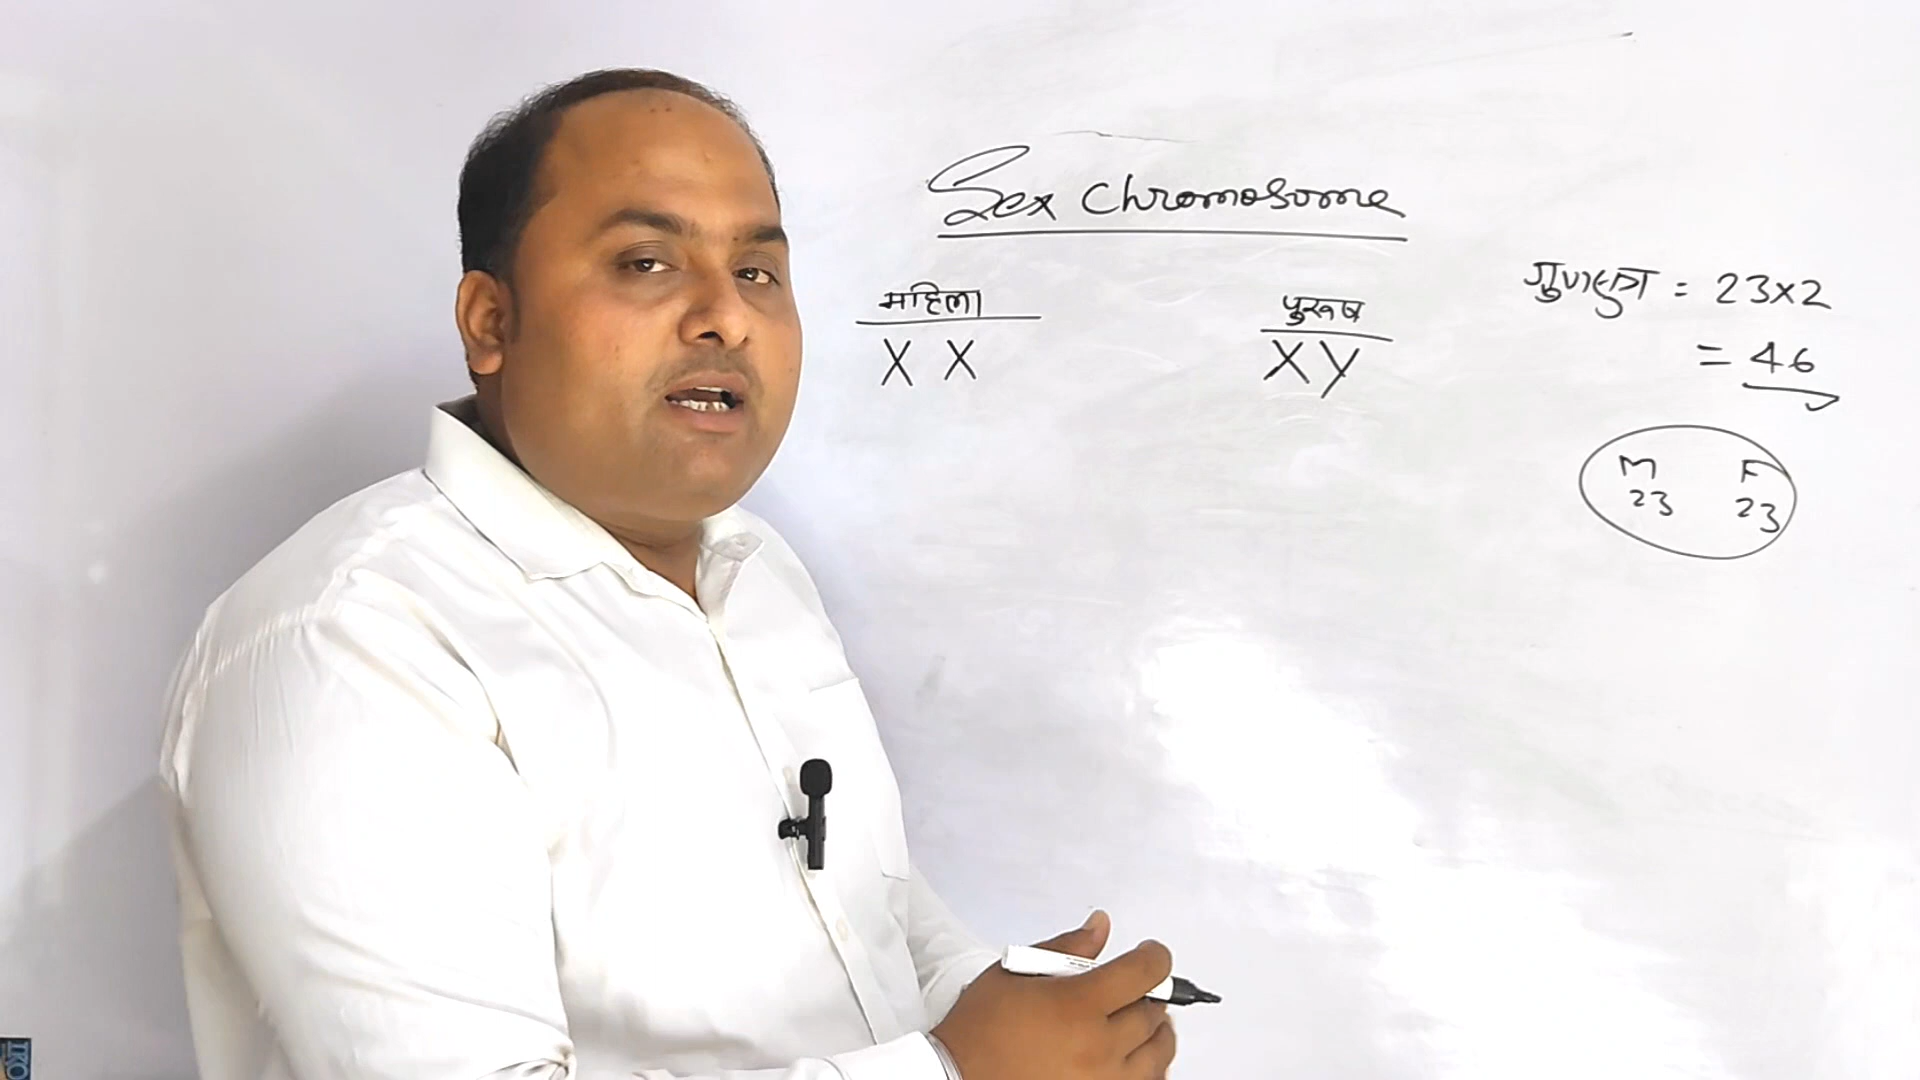 Sex Chromosome
महिला
X X
पुरूष
XY
गुणसूत्र = 23x2
= 46
M F
23 23